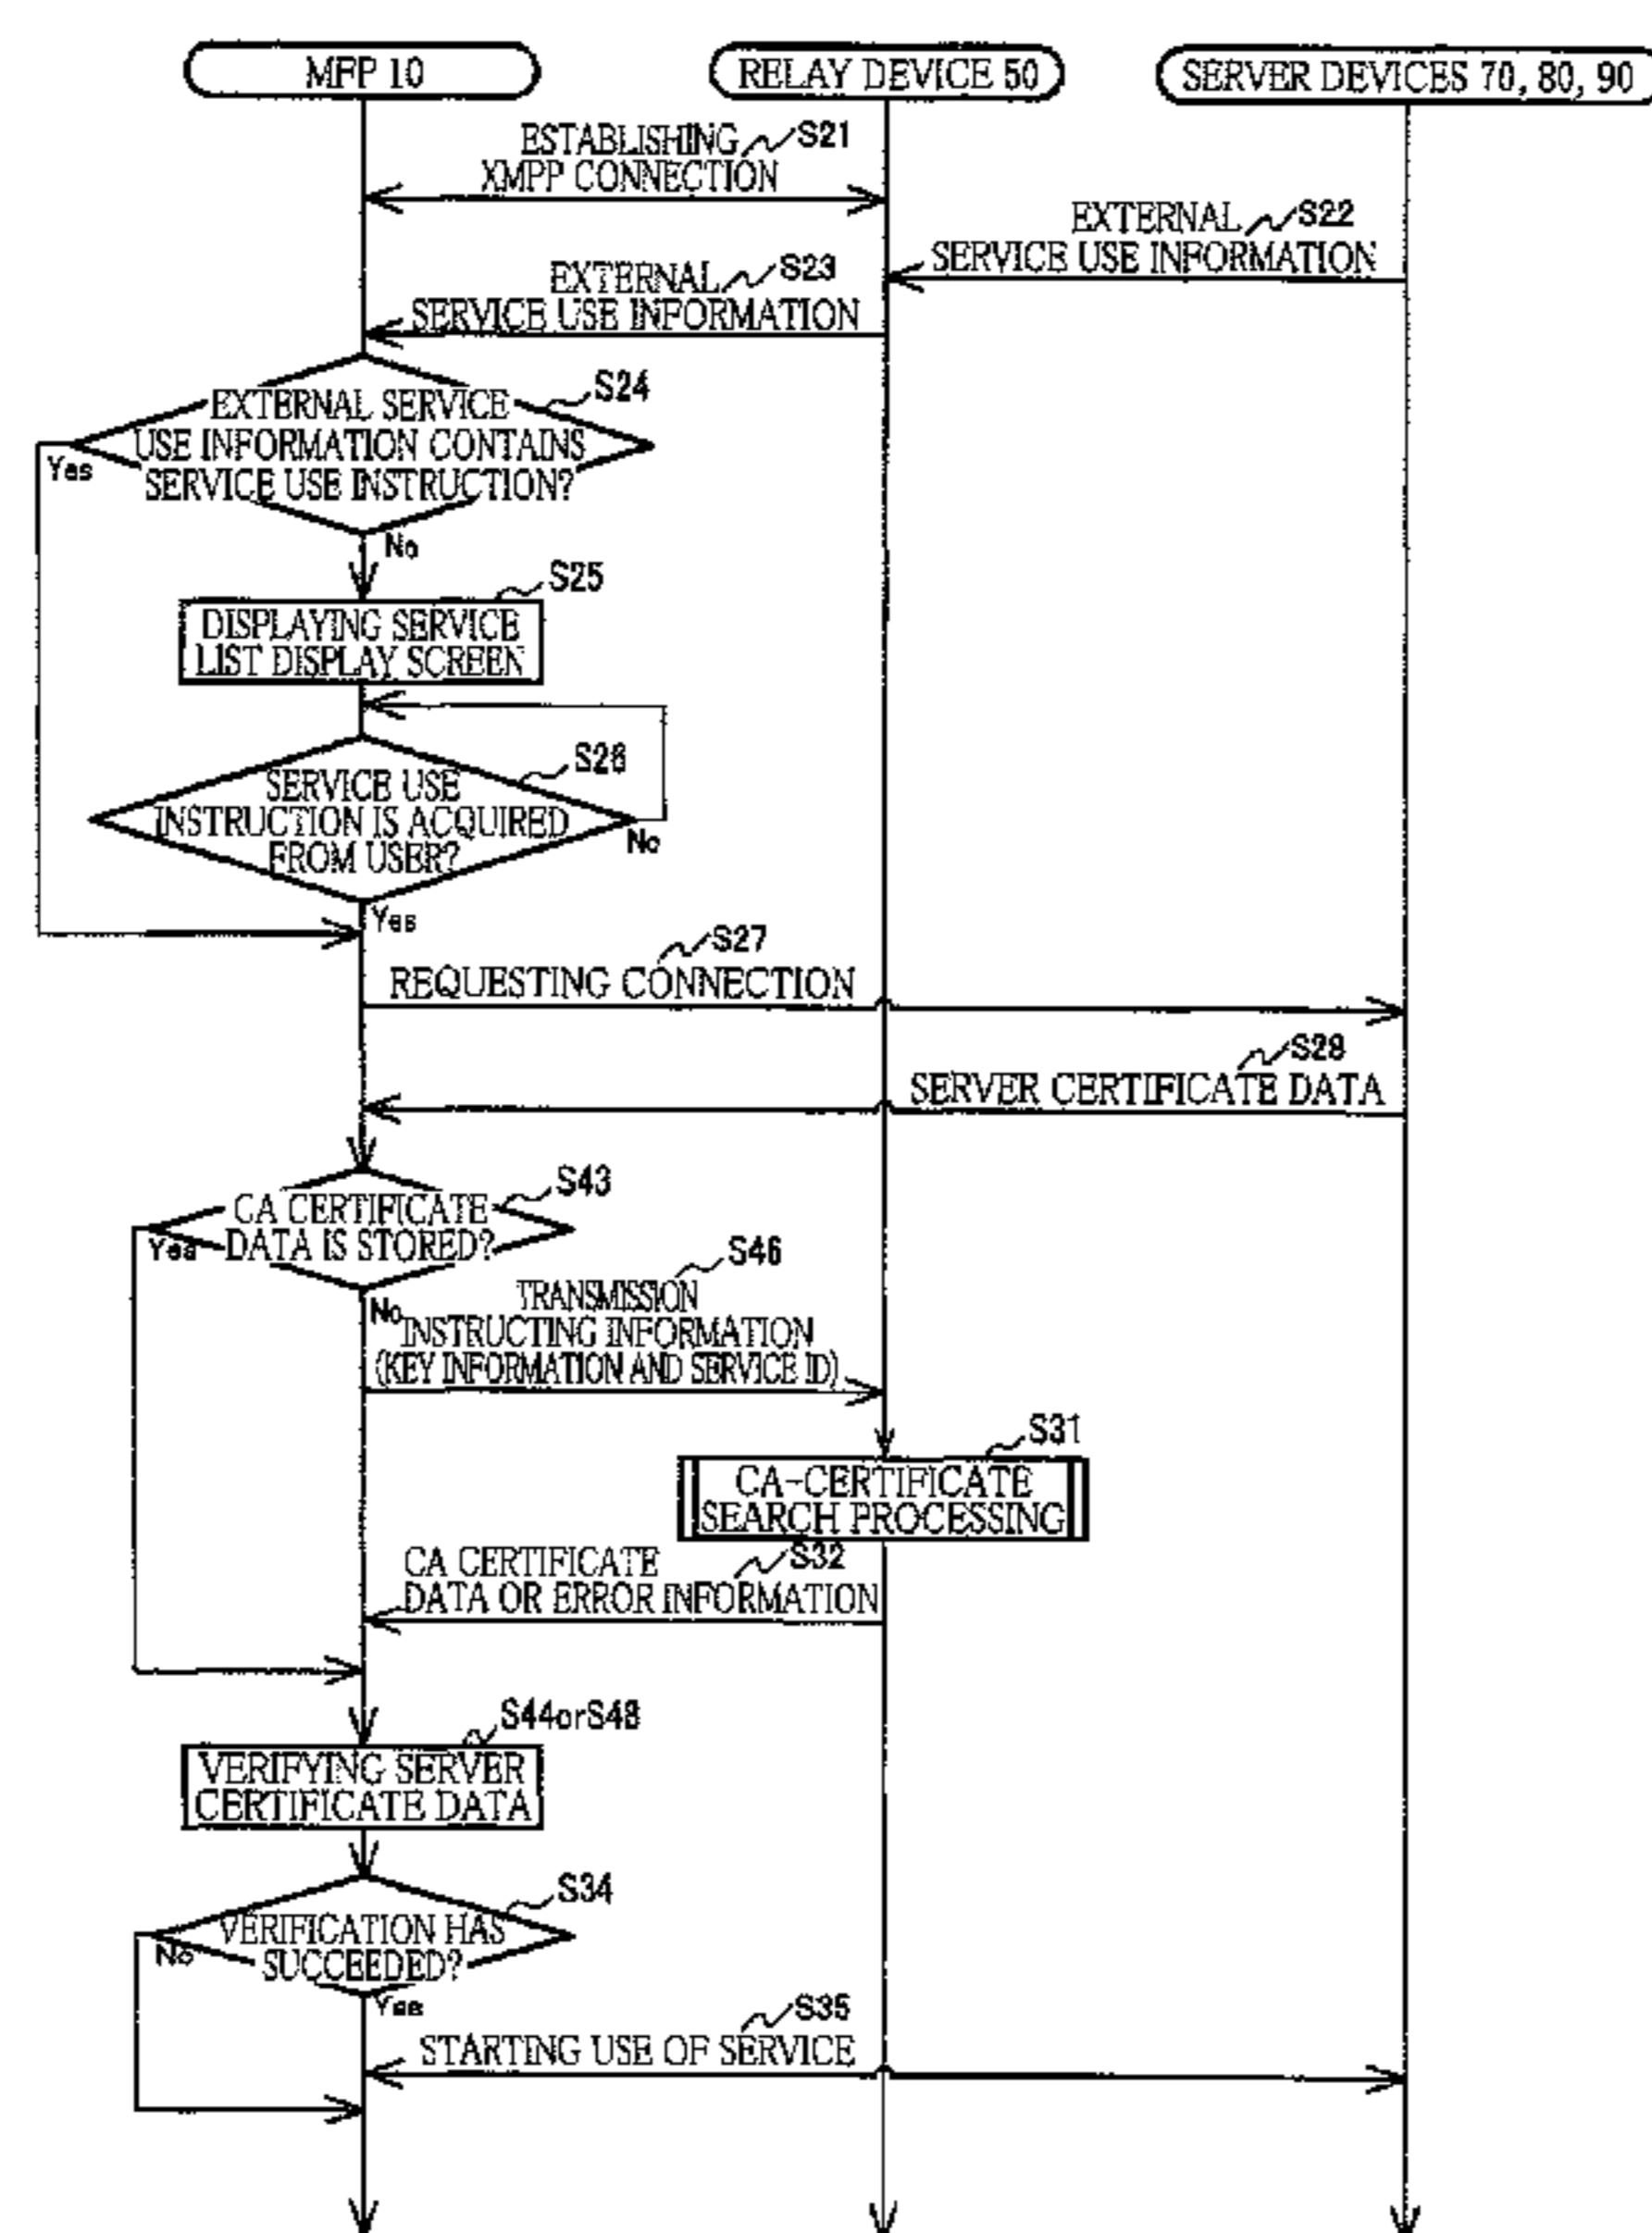 MFP 10
RELAY DEVICE 50
SERVER DEVICES 70, 80, 90
ESTABLISHING
XMPP CONNECTION
S21
EXTERNAL
SERVICE USE INFORMATION
S22
EXTERNAL
SERVICE USE INFORMATION
S23
EXTERNAL SERVICE
USE INFORMATION CONTAINS
SERVICE USE INSTRUCTION?
S24
Yes
No
S25
DISPLAYING SERVICE
LIST DISPLAY SCREEN
S26
SERVICE USE
INSTRUCTION IS ACQUIRED
FROM USER?
No
Yes
S27
REQUESTING CONNECTION
S28
SERVER CERTIFICATE DATA
S43
CA CERTIFICATE
DATA IS STORED?
Yes
No
S46
TRANSMISSION
INSTRUCTING INFORMATION
(KEY INFORMATION AND SERVICE ID)
S31
CA-CERTIFICATE
SEARCH PROCESSING
S32
CA CERTIFICATE
DATA OR ERROR INFORMATION
S44orS48
VERIFYING SERVER
CERTIFICATE DATA
S34
VERIFICATION HAS
SUCCEEDED?
No
Yes
S35
STARTING USE OF SERVICE